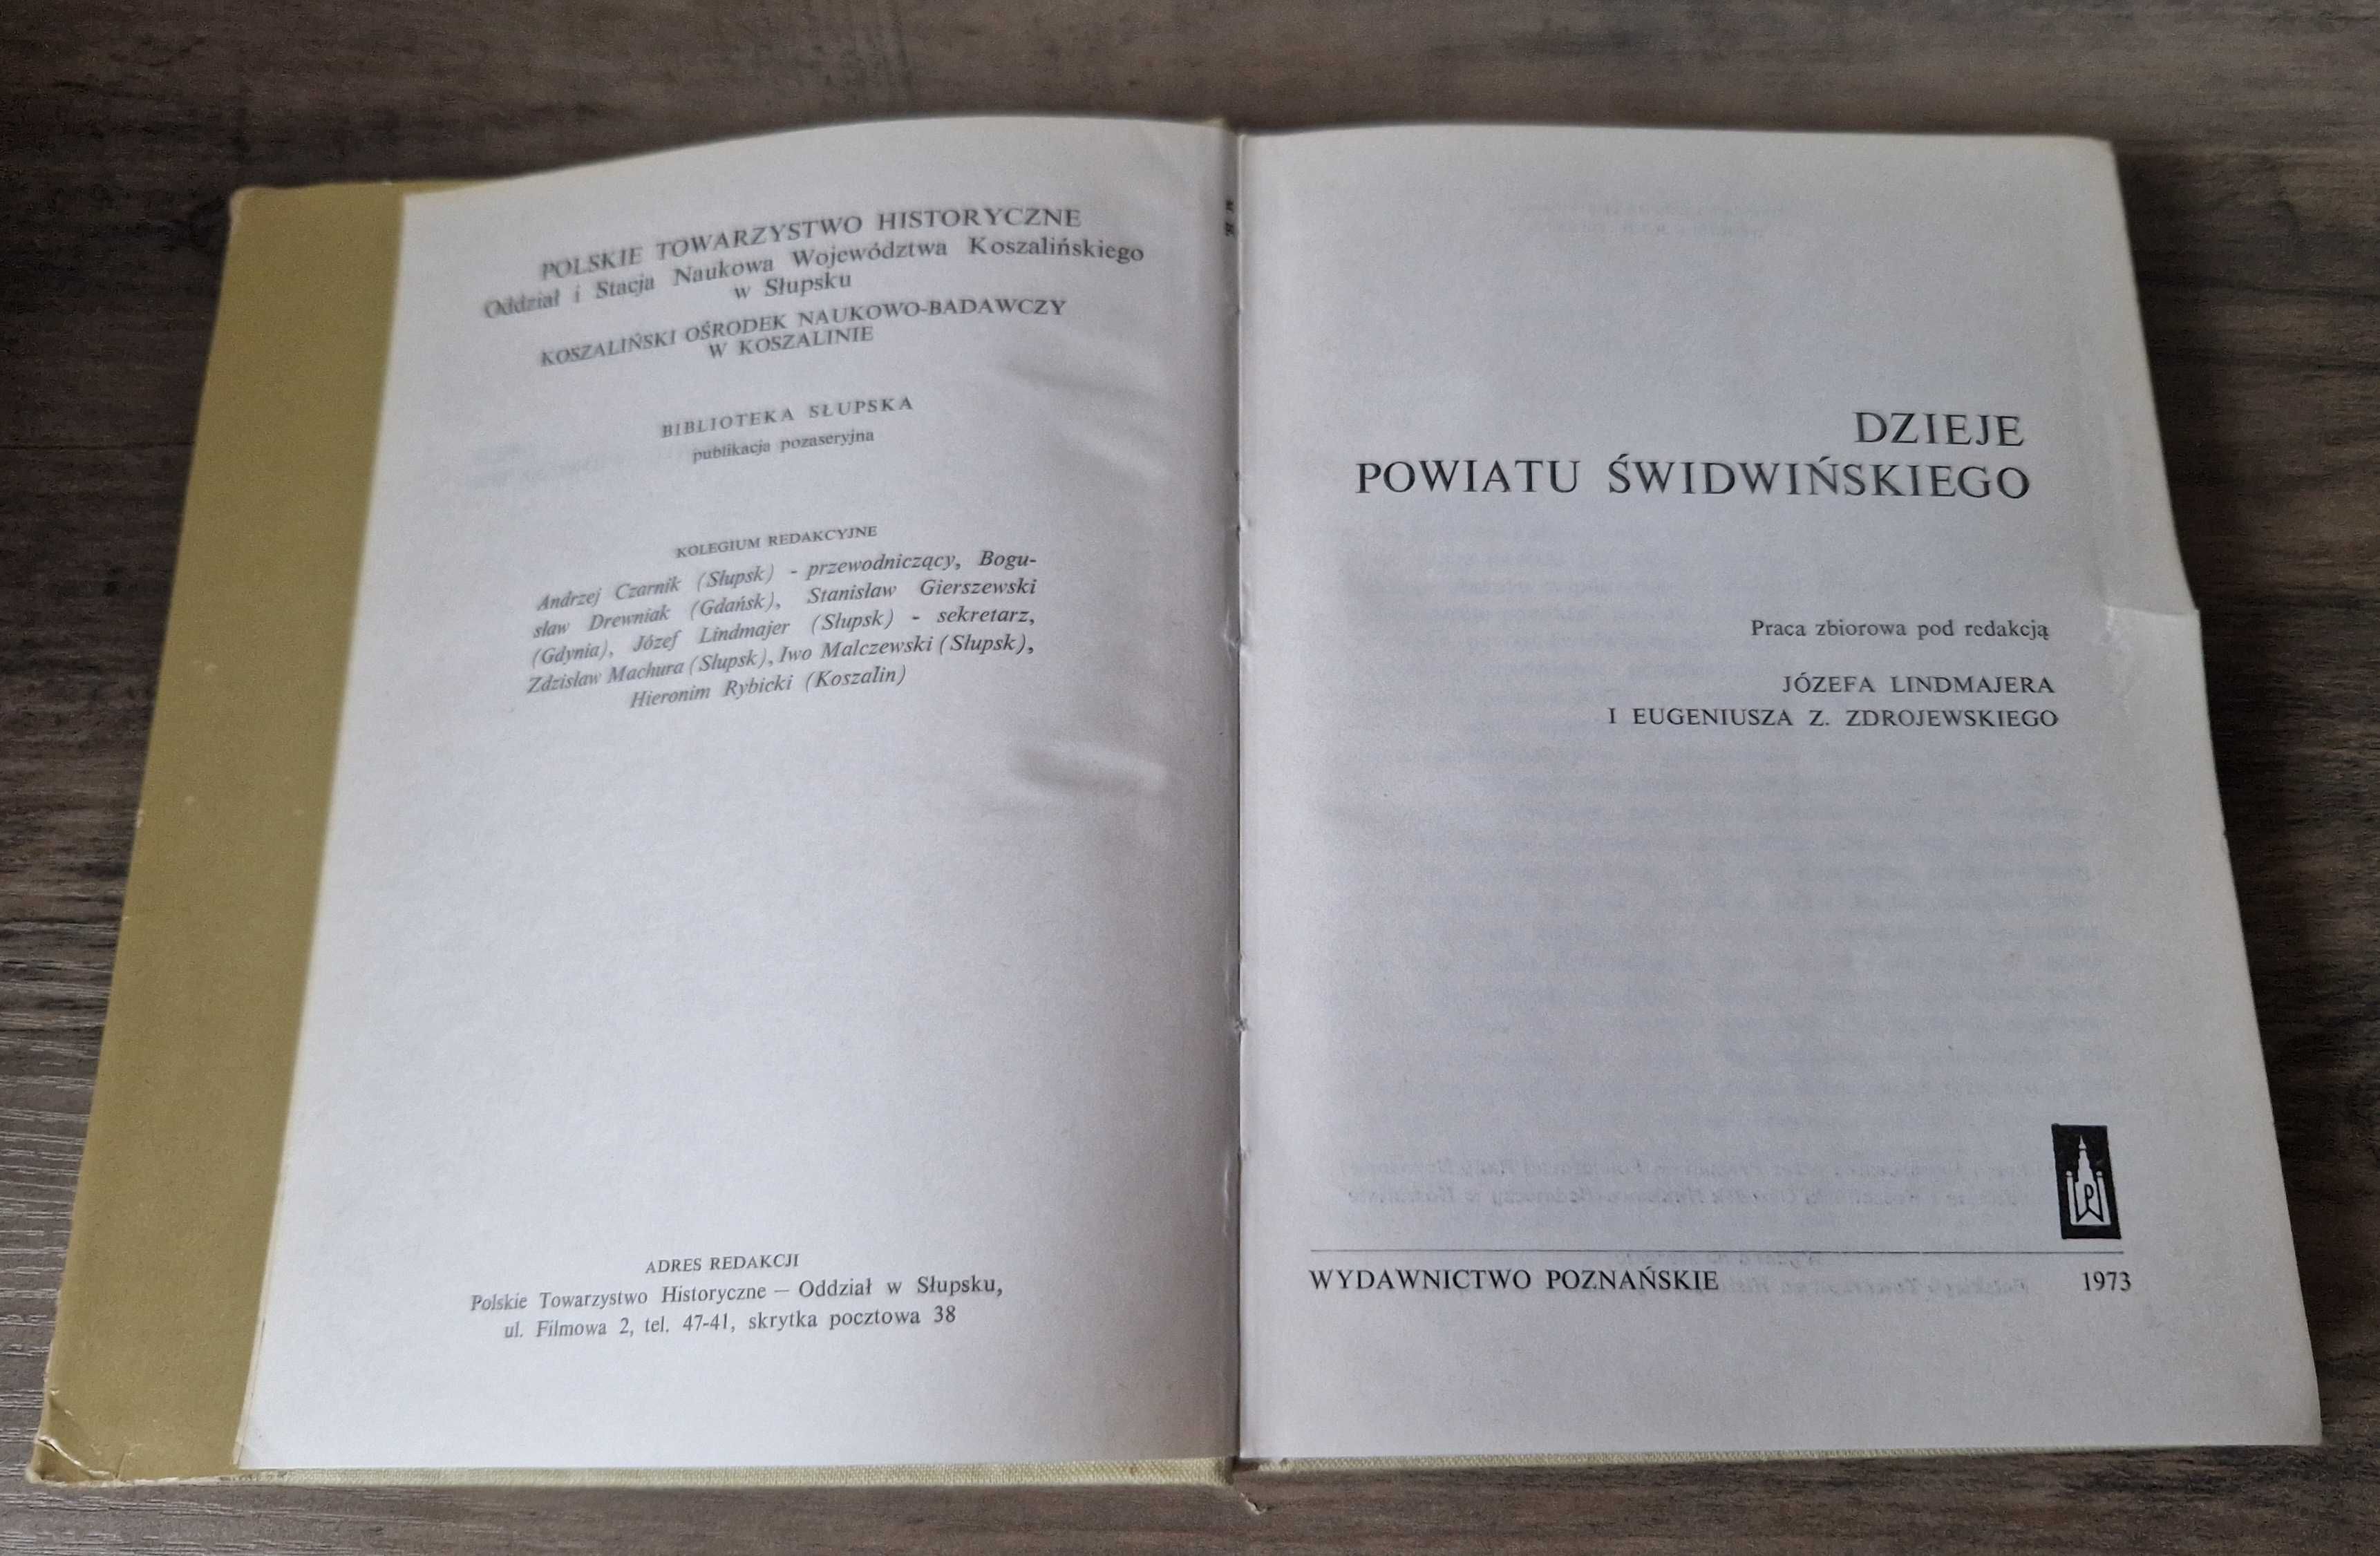 POLSKIE TOWARZYSTWO HISTORYCZNE
Oddział i Stacja Naukowa Województwa Koszalińskiego
w Słupsku
KOSZALIŃSKI OŚRODEK NAUKOWO-BADAWCZY
W KOSZALINIE
BIBLIOTEKA SŁUPSKA
publikacja pozaseryjna
KOLEGIUM REDAKCYJNE
Andrzej Czarnik (Słupsk) - przewodniczący, Bogu-
sław Drewniak (Gdańsk), Stanisław Gierszewski
(Gdynia), Józef Lindmajer (Słupsk) - sekretarz,
Zdzisław Machura (Słupsk), Iwo Malczewski (Słupsk),
Hieronim Rybicki (Koszalin)
ADRES REDAKCJI
Polskie Towarzystwo Historyczne — Oddział w Słupsku,
ul. Filmowa 2, tel. 47-41, skrytka pocztowa 38
DZIEJE
POWIATU ŚWIDWIŃSKIEGO
Praca zbiorowa pod redakcją
JÓZEFA LINDMAJERA
I EUGENIUSZA Z. ZDROJEWSKIEGO
WP
WYDAWNICTWO POZNAŃSKIE 1973